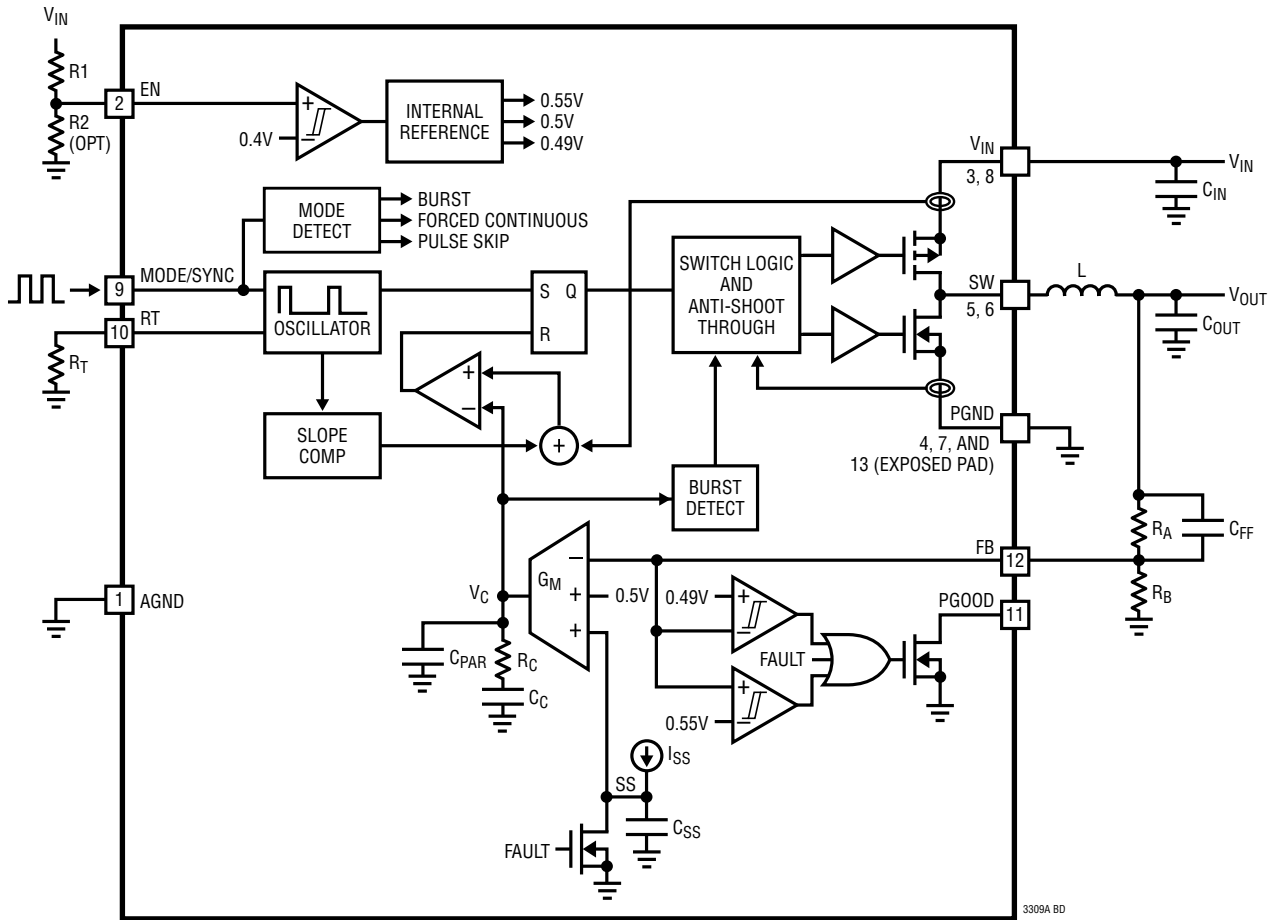 VIN
R1
R2
(OPT)
2
EN
0.4V
+
–
INTERNAL
REFERENCE
0.55V
0.5V
0.49V
MODE
DETECT
BURST
FORCED CONTINUOUS
PULSE SKIP
9
MODE/SYNC
10
RT
RT
OSCILLATOR
SLOPE
COMP
S Q
R
+
–
+
SWITCH LOGIC
AND
ANTI-SHOOT
THROUGH
BURST
DETECT
VIN
3, 8
VIN
CIN
SW
5, 6
L
VOUT
COUT
PGND
4, 7, AND
13 (EXPOSED PAD)
RA
CFF
RB
FB
12
PGOOD
11
1
AGND
VC
GM
–
+
0.5V
+
CPAR
RC
CC
0.49V
+
–
FAULT
+
–
0.55V
ISS
SS
CSS
FAULT
3309A BD